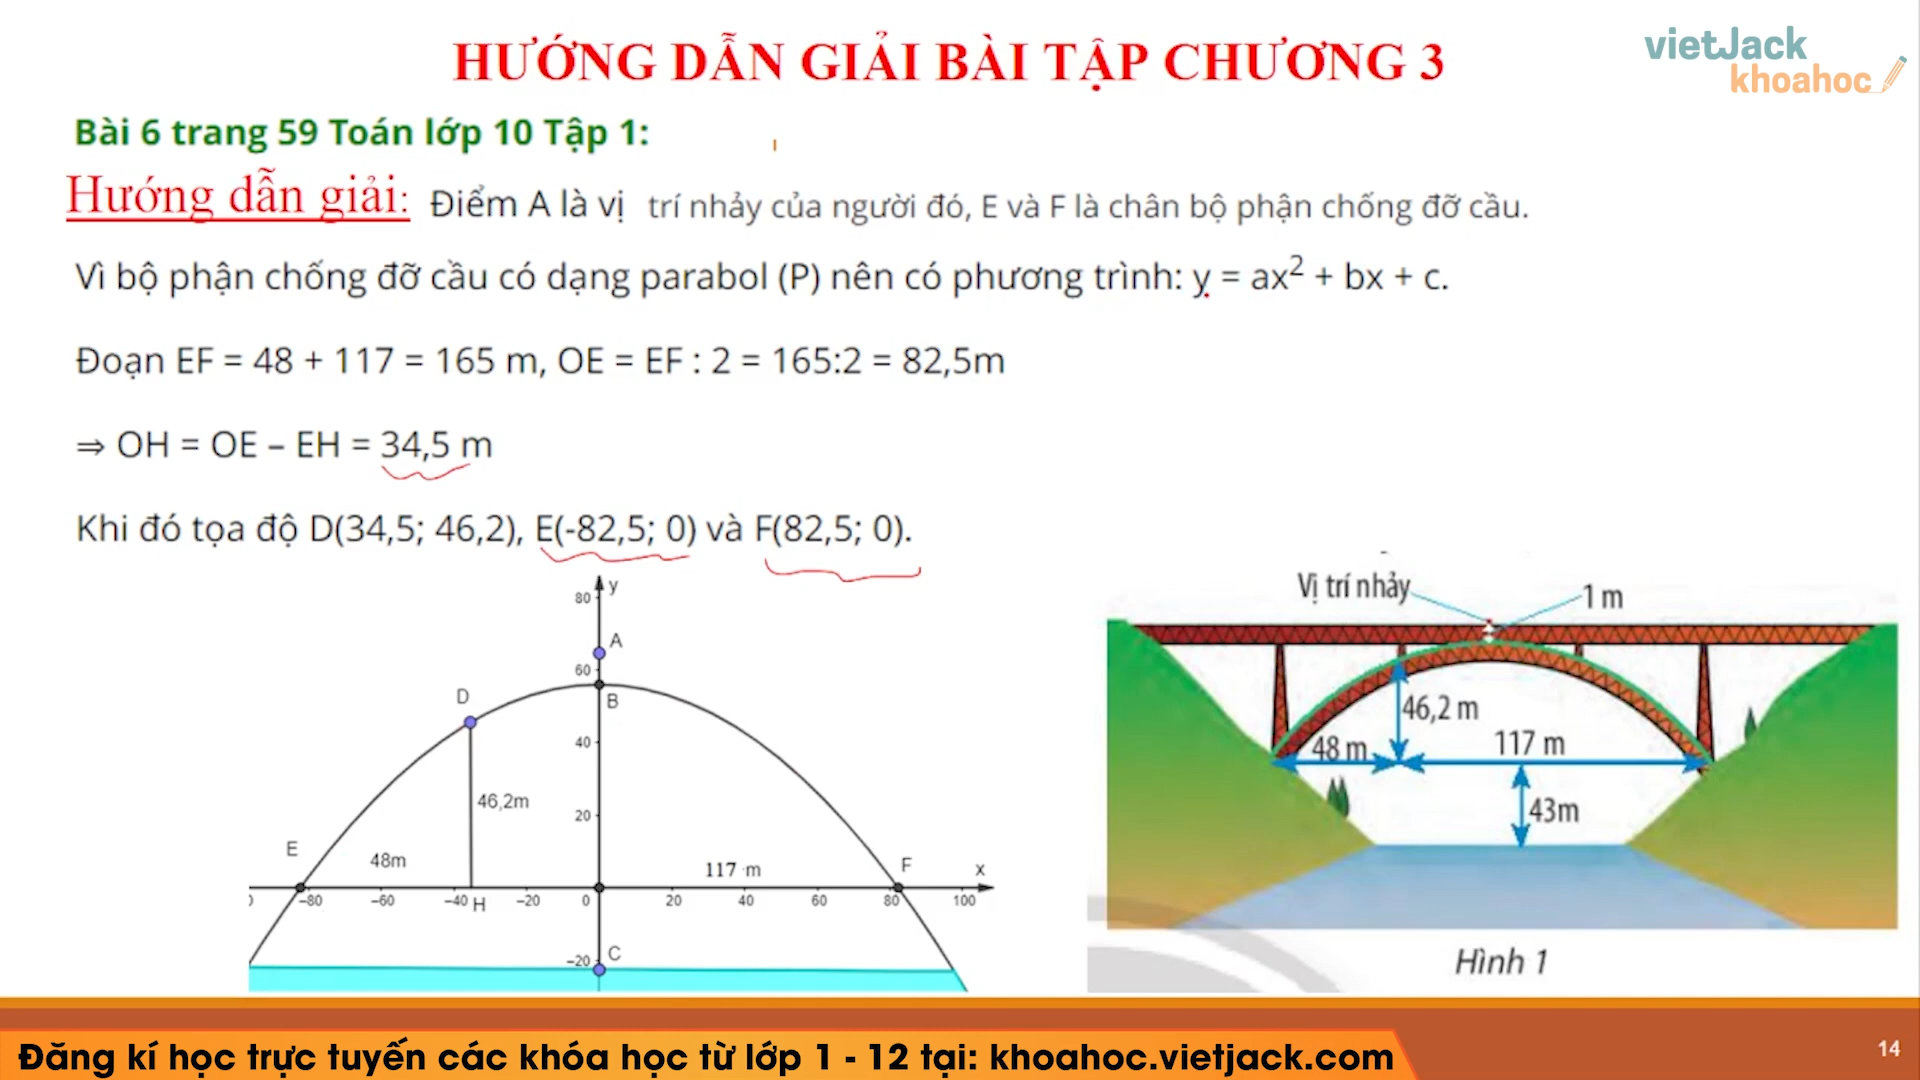 HƯỚNG DẪN GIẢI BÀI TẬP CHƯƠNG 3
vietJack
khoahoc
Bài 6 trang 59 Toán lớp 10 Tập 1:
Hướng dẫn giải: Điểm A là vị trí nhảy của người đó, E và F là chân bộ phận chống đỡ cầu.
Vì bộ phận chống đỡ cầu có dạng parabol (P) nên có phương trình: y = ax² + bx + c.
Đoạn EF = 48 + 117 = 165 m, OE = EF : 2 = 165:2 = 82,5m
⇒ OH = OE – EH = 34,5 m
Khi đó tọa độ D(34,5; 46,2), E(-82,5; 0) và F(82,5; 0).
80 y
A
60
D
B
40
46,2m
20
E
48m
117 m
F
x
0 –80 –60 –40 H –20 0 20 40 60 80 100
–20 C
Vị trí nhảy
1 m
46,2 m
48 m
117 m
43m
Hình 1
Đăng kí học trực tuyến các khóa học từ lớp 1 - 12 tại: khoahoc.vietjack.com
14